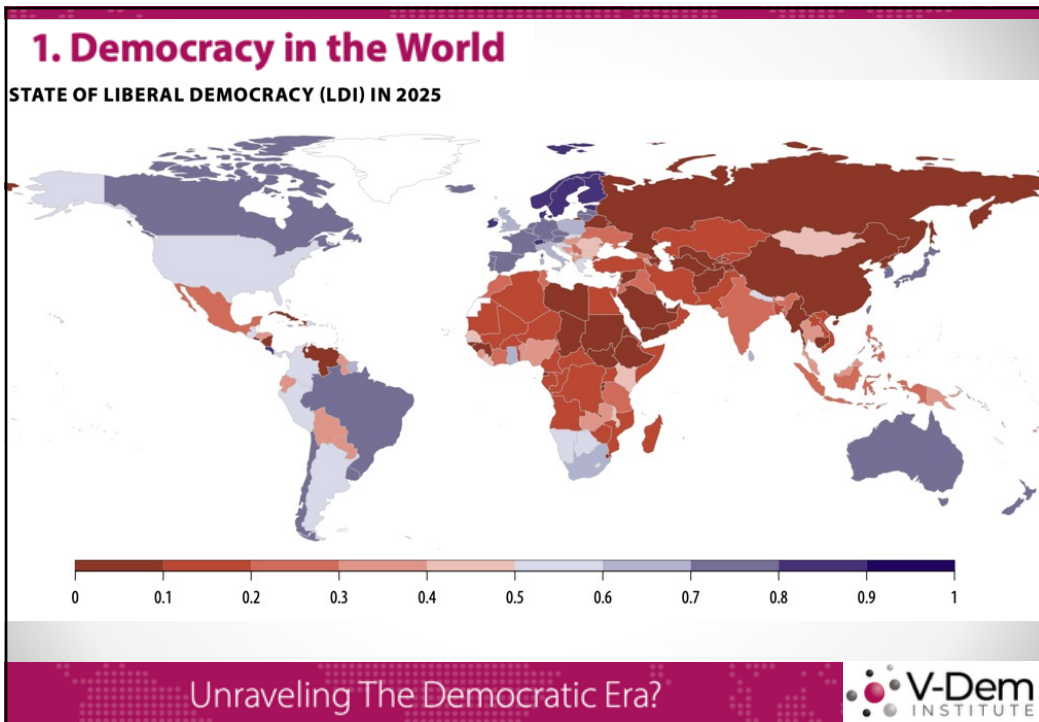 1. Democracy in the World
STATE OF LIBERAL DEMOCRACY (LDI) IN 2025
0 0.1 0.2 0.3 0.4 0.5 0.6 0.7 0.8 0.9 1
Unraveling The Democratic Era?
V-Dem
INSTITUTE